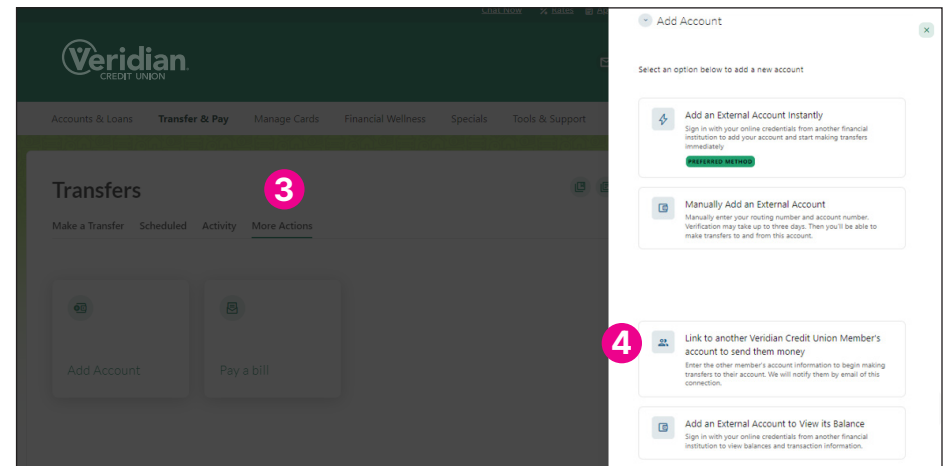 Chat Now Rates
Veridian
CREDIT UNION
Accounts & Loans Transfer & Pay Manage Cards Financial Wellness Specials Tools & Support
Transfers
3
Make a Transfer Scheduled Activity More Actions
Add Account Pay a bill
Add Account
Select an option below to add a new account
Add an External Account Instantly
Sign in with your online credentials from another financial
institution to add your account and start making transfers
immediately
PREFERRED METHOD
Manually Add an External Account
Manually enter your routing number and account number.
Verification may take up to three days. Then you'll be able to
make transfers to and from this account.
4
Link to another Veridian Credit Union Member's
account to send them money
Enter the other member's account information to begin making
transfers to their account. We will notify them by email of this
connection.
Add an External Account to View its Balance
Sign in with your online credentials from another financial
institution to view balances and transaction information.